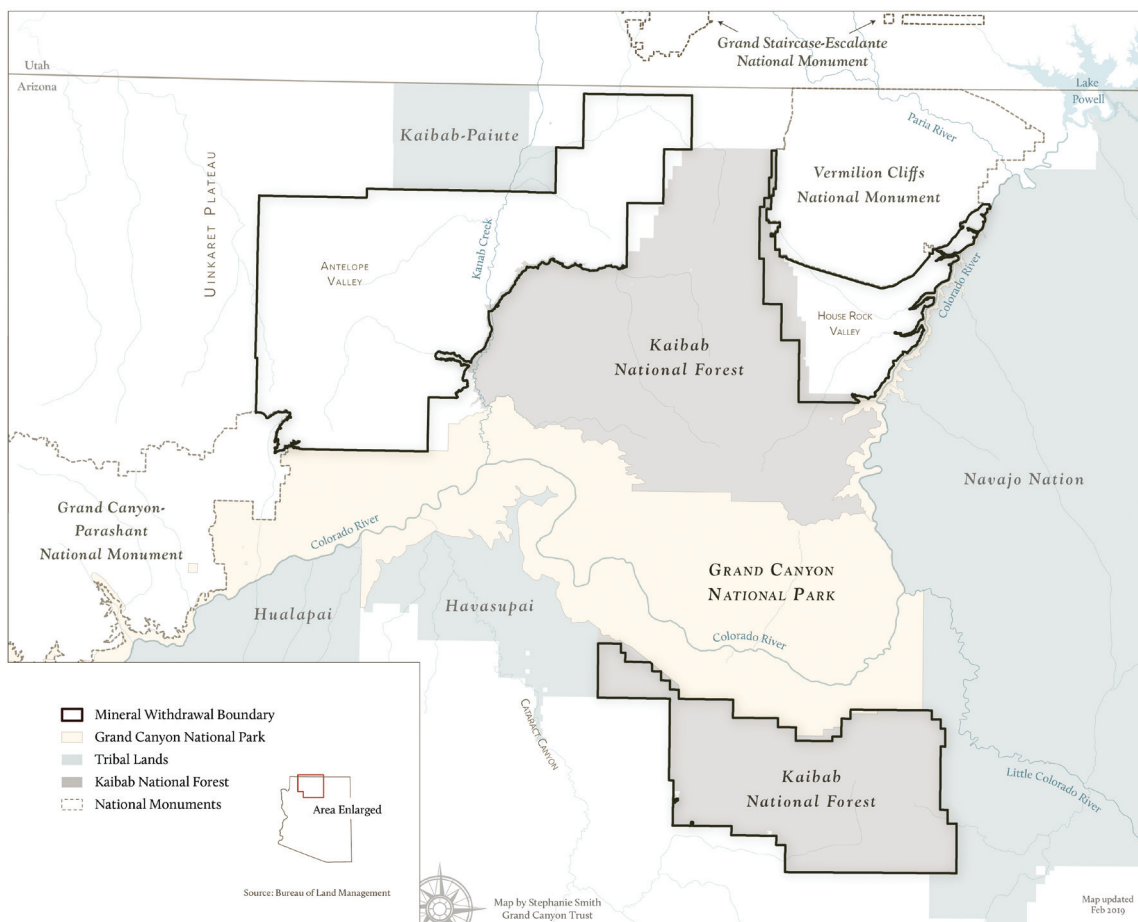 Grand Staircase-Escalante
National Monument
Utah
Arizona
Lake
Powell
Kaibab-Paiute
Paria River
Vermilion Cliffs
National Monument
Uinkaret Plateau
Kanab Creek
Antelope
Valley
Colorado River
House Rock
Valley
Kaibab
National Forest
Navajo Nation
Grand Canyon-
Parashant
National Monument
Colorado River
Grand Canyon
National Park
Hualapai
Havasupai
Colorado River
Cataract Canyon
Mineral Withdrawal Boundary
Grand Canyon National Park
Tribal Lands
Kaibab National Forest
National Monuments
Area Enlarged
Kaibab
National Forest
Little Colorado River
Source: Bureau of Land Management
Map by Stephanie Smith
Grand Canyon Trust
Map updated
Feb 2019